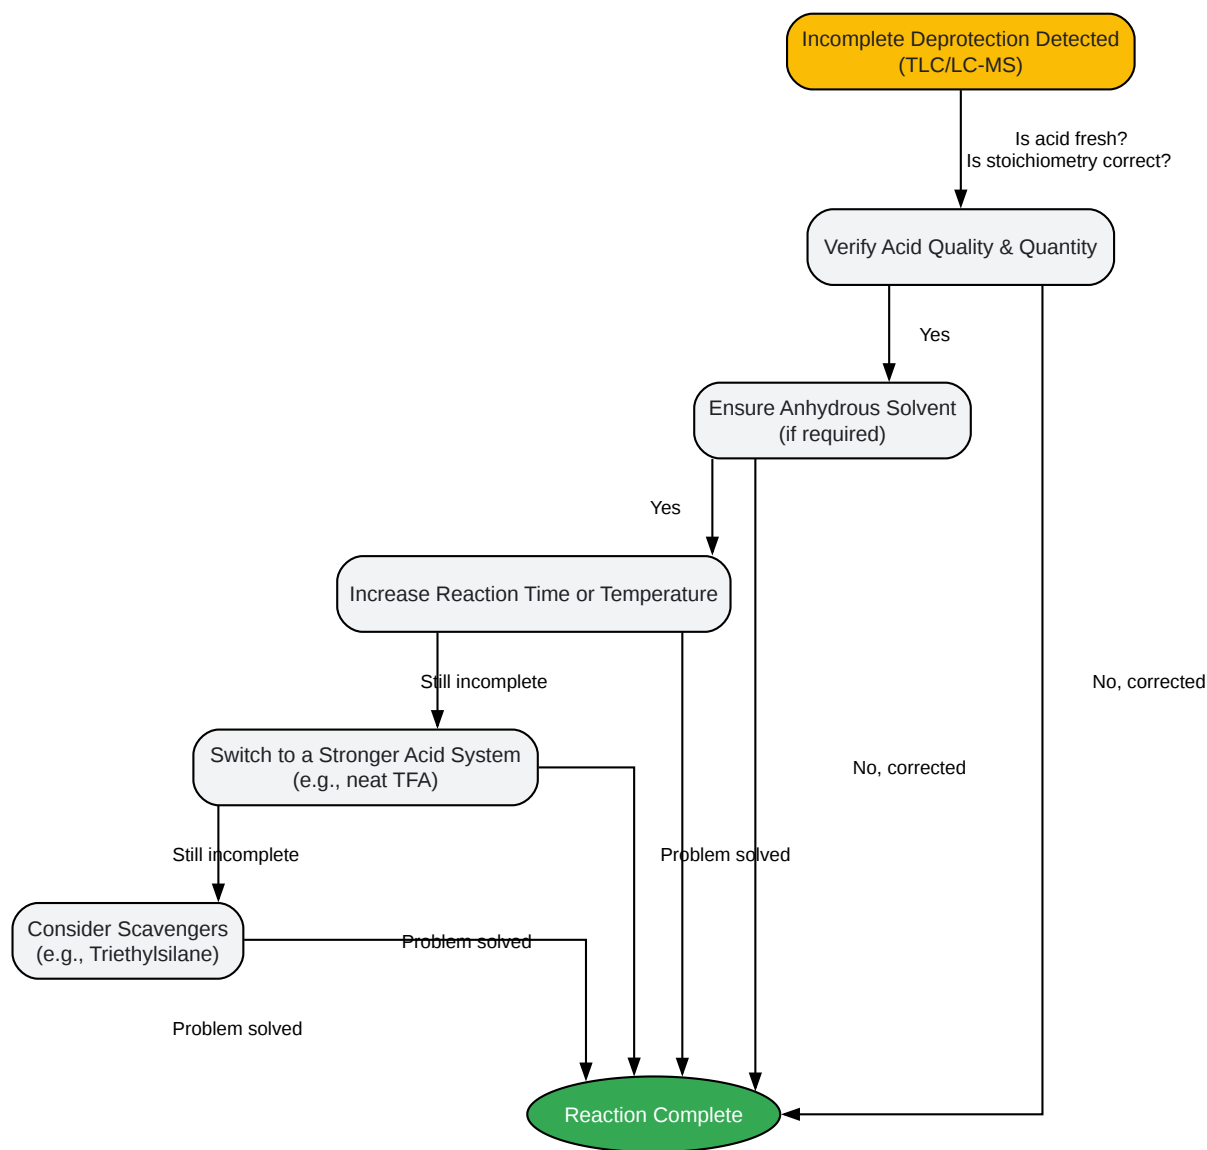 Incomplete Deprotection Detected
(TLC/LC-MS)
Is acid fresh?
Is stoichiometry correct?
Verify Acid Quality & Quantity
Yes
Ensure Anhydrous Solvent
(if required)
Yes
Increase Reaction Time or Temperature
Still incomplete
No, corrected
Switch to a Stronger Acid System
(e.g., neat TFA)
No, corrected
Still incomplete
Problem solved
Consider Scavengers
(e.g., Triethylsilane)
Problem solved
Problem solved
Reaction Complete